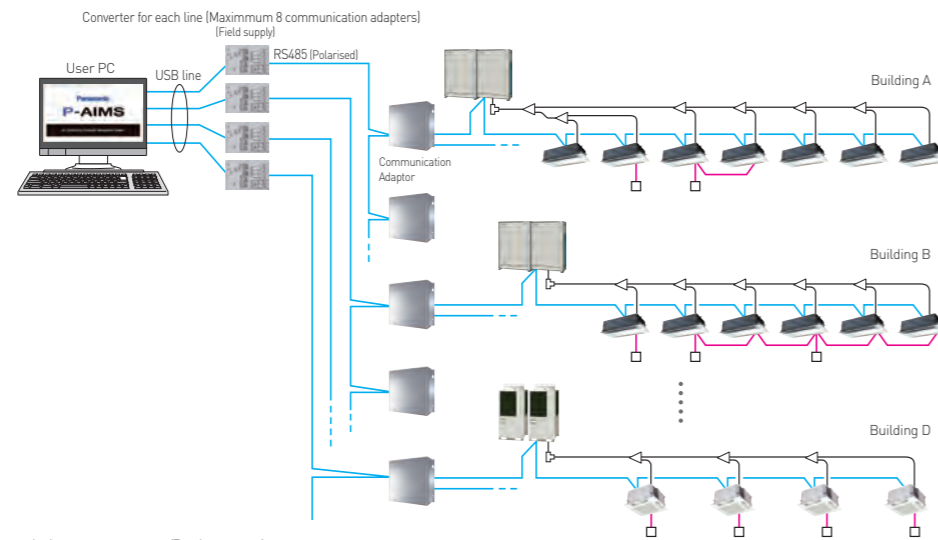 Converter for each line (Maximmum 8 communication adapters)
(Field supply)
RS485 (Polarised)
User PC
USB line
Panasonic
P-AIMS
Building A
Communication
Adaptor
Building B
Building D